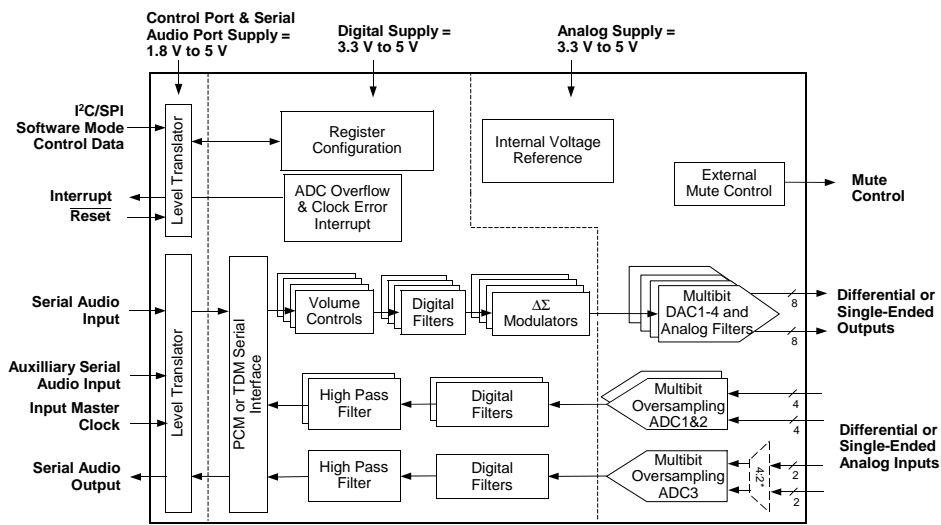 Control Port & Serial
Audio Port Supply =
1.8 V to 5 V
Digital Supply =
3.3 V to 5 V
Analog Supply =
3.3 V to 5 V
I²C/SPI
Software Mode
Control Data
Level Translator
Register
Configuration
Internal Voltage
Reference
External
Mute Control
Mute
Control
Interrupt
Reset
ADC Overflow
& Clock Error
Interrupt
Serial Audio
Input
Auxilliary Serial
Audio Input
Input Master
Clock
Serial Audio
Output
Level Translator
PCM or TDM Serial
Interface
Volume
Controls
Digital
Filters
ΔΣ
Modulators
Multibit
DAC1-4 and
Analog Filters
8
8
Differential or
Single-Ended
Outputs
High Pass
Filter
Digital
Filters
Multibit
Oversampling
ADC1&2
4
4
Differential or
Single-Ended
Analog Inputs
High Pass
Filter
Digital
Filters
Multibit
Oversampling
ADC3
4:2*
2
2